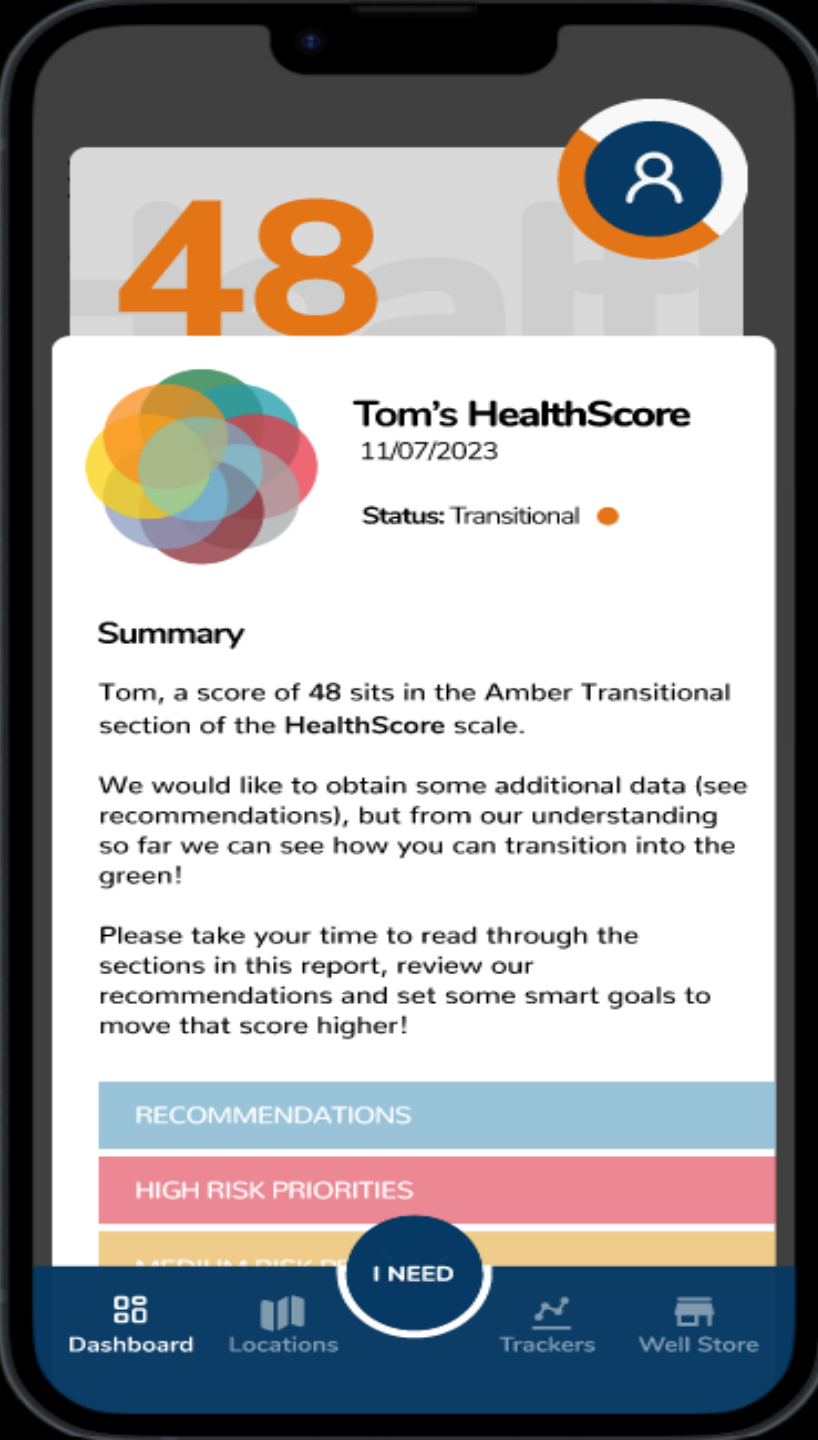 48
Tom's HealthScore
11/07/2023
Status: Transitional
Summary
Tom, a score of 48 sits in the Amber Transitional
section of the HealthScore scale.
We would like to obtain some additional data (see
recommendations), but from our understanding
so far we can see how you can transition into the
green!
Please take your time to read through the
sections in this report, review our
recommendations and set some smart goals to
move that score higher!
RECOMMENDATIONS
HIGH RISK PRIORITIES
MEDIUM RISK
I NEED
Dashboard
Locations
Trackers
Well Store